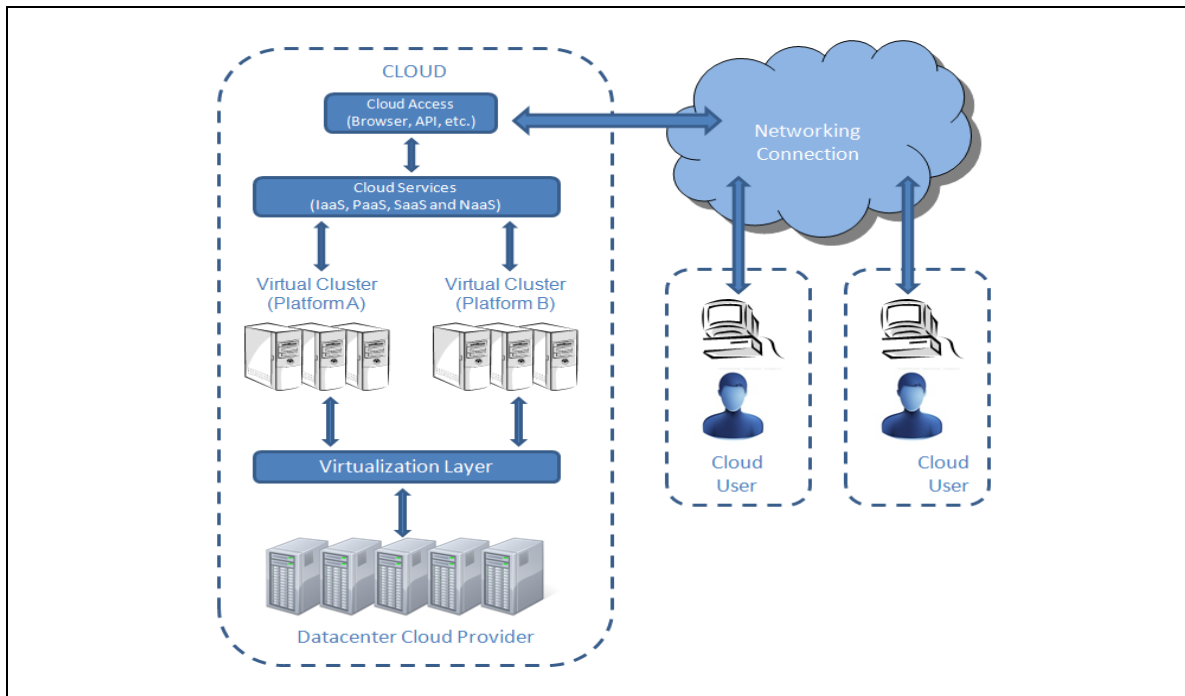 CLOUD
Cloud Access
(Browser, API, etc.)
Cloud Services
(IaaS, PaaS, SaaS and NaaS)
Virtual Cluster
(Platform A)
Virtual Cluster
(Platform B)
Virtualization Layer
Datacenter Cloud Provider
Networking
Connection
Cloud
User
Cloud
User